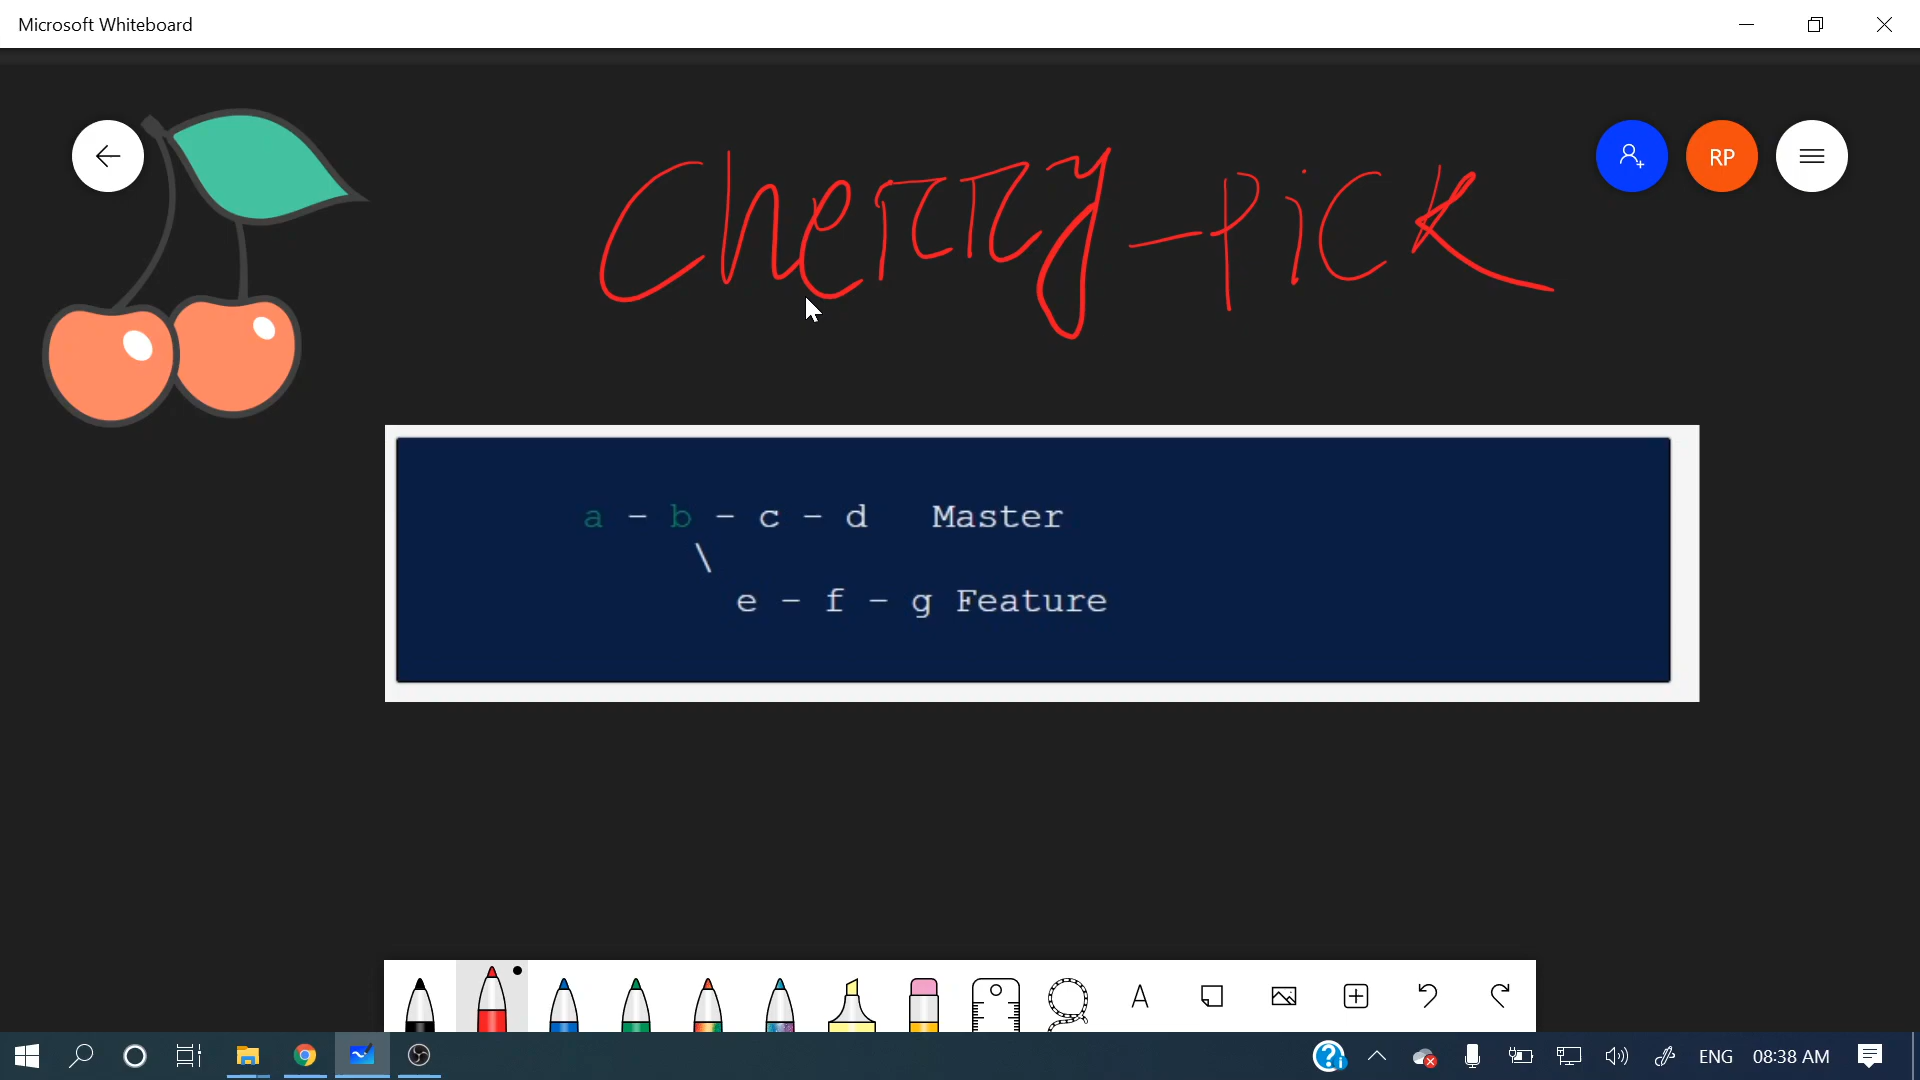 Microsoft Whiteboard
RP
Cherry-Pick
a - b - c - d Master
\
e - f - g Feature
A
ENG 08:38 AM